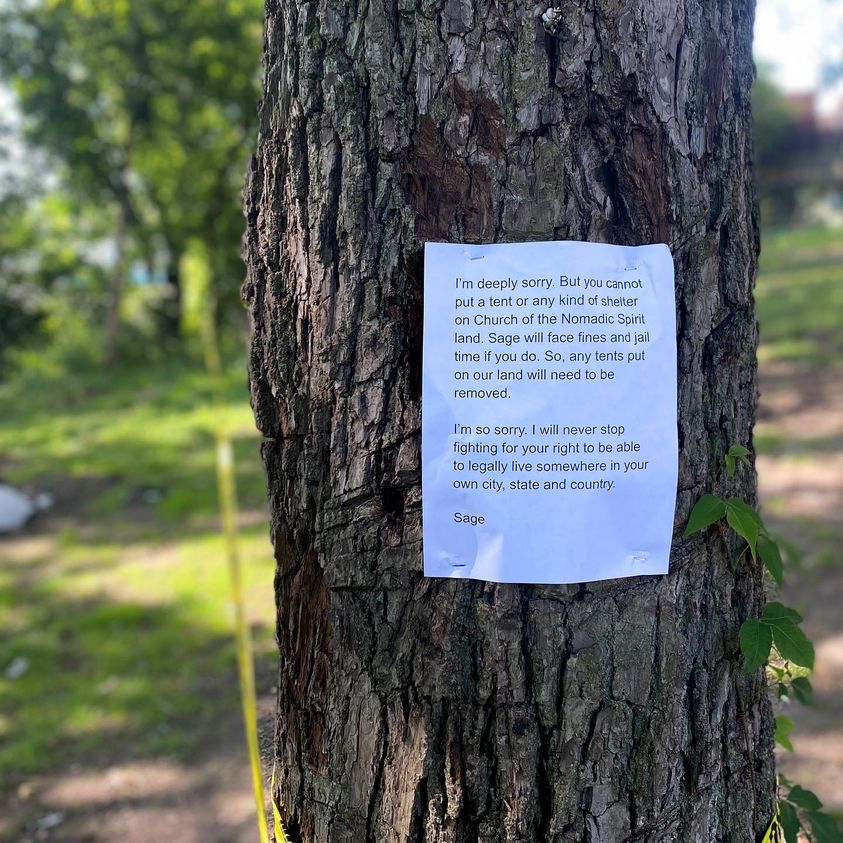 I'm deeply sorry. But you cannot
put a tent or any kind of shelter
on Church of the Nomadic Spirit
land. Sage will face fines and jail
time if you do. So, any tents put
on our land will need to be
removed.
I'm so sorry. I will never stop
fighting for your right to be able
to legally live somewhere in your
own city, state and country.
Sage